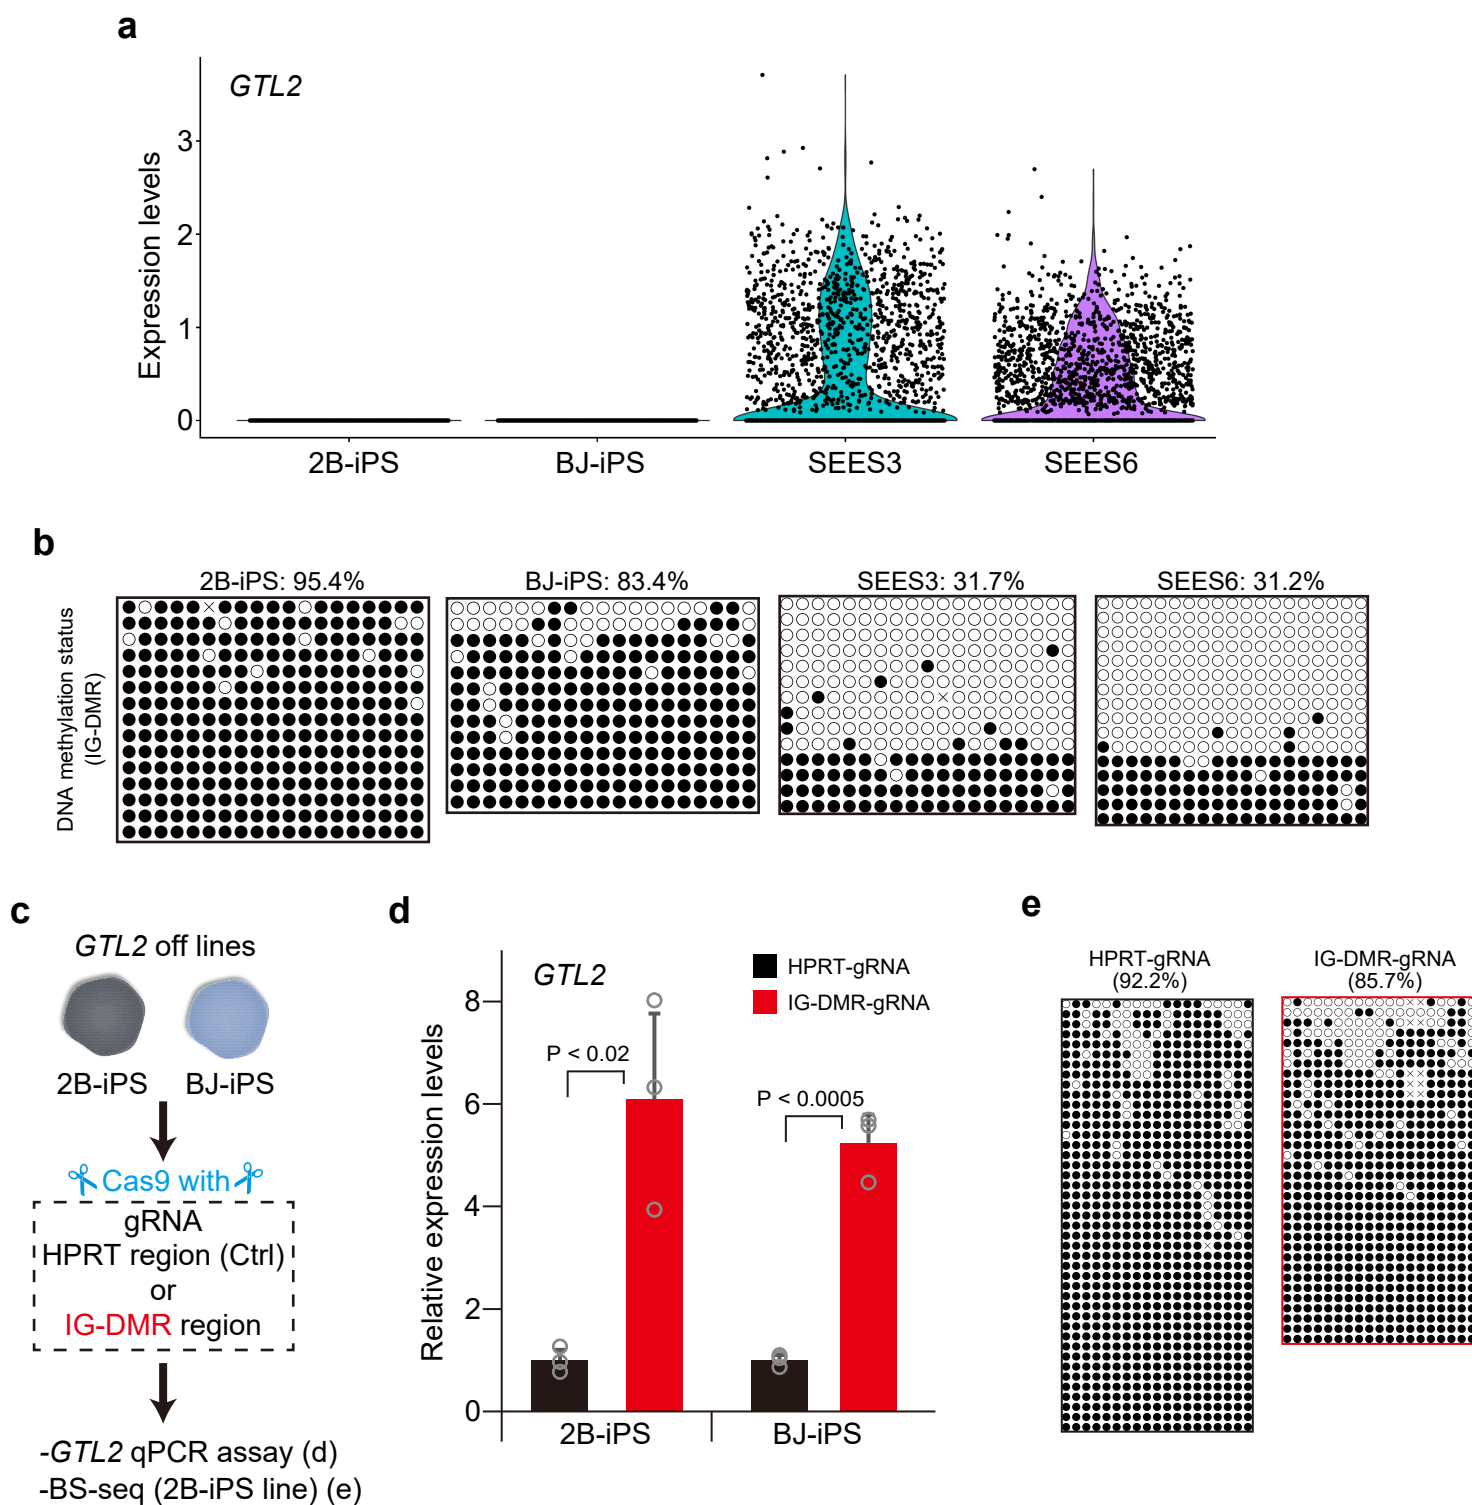 a
GTL2
Expression levels
3
2
1
0
2B-iPS
BJ-iPS
SEES3
SEES6
b
DNA methylation status
(IG-DMR)
2B-iPS: 95.4%
BJ-iPS: 83.4%
SEES3: 31.7%
SEES6: 31.2%
c
GTL2 off lines
2B-iPS
BJ-iPS
Cas9 with
gRNA
HPRT region (Ctrl)
or
IG-DMR region
-GTL2 qPCR assay (d)
-BS-seq (2B-iPS line) (e)
d
GTL2
HPRT-gRNA
IG-DMR-gRNA
Relative expression levels
8
6
4
2
0
P < 0.02
P < 0.0005
2B-iPS
BJ-iPS
e
HPRT-gRNA
(92.2%)
IG-DMR-gRNA
(85.7%)